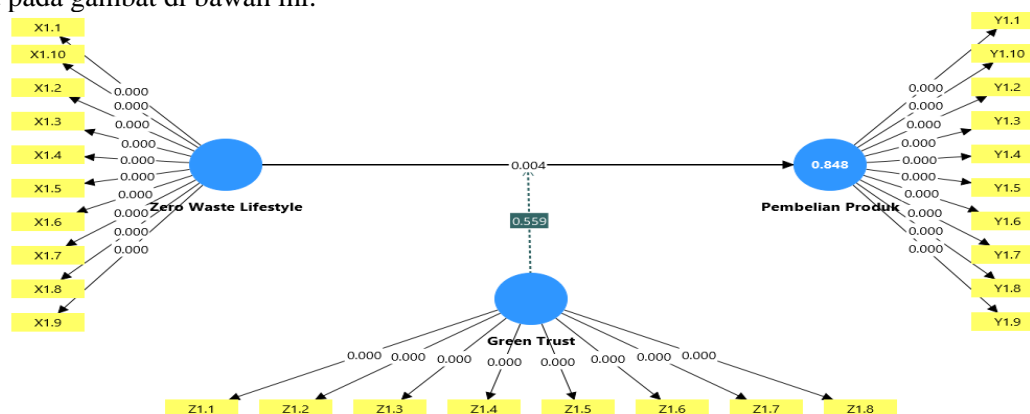 pada gambar di bawah ini.
X1.1
X1.10
X1.2
X1.3
X1.4
X1.5
X1.6
X1.7
X1.8
X1.9
0.000
0.000
0.000
0.000
0.000
0.000
0.000
0.000
0.000
0.000
Zero Waste Lifestyle
0.004
0.559
0.848
Pembelian Produk
0.000
0.000
0.000
0.000
0.000
0.000
0.000
0.000
0.000
0.000
Y1.1
Y1.10
Y1.2
Y1.3
Y1.4
Y1.5
Y1.6
Y1.7
Y1.8
Y1.9
Green Trust
0.000 0.000 0.000 0.000 0.000 0.000 0.000 0.000
Z1.1 Z1.2 Z1.3 Z1.4 Z1.5 Z1.6 Z1.7 Z1.8